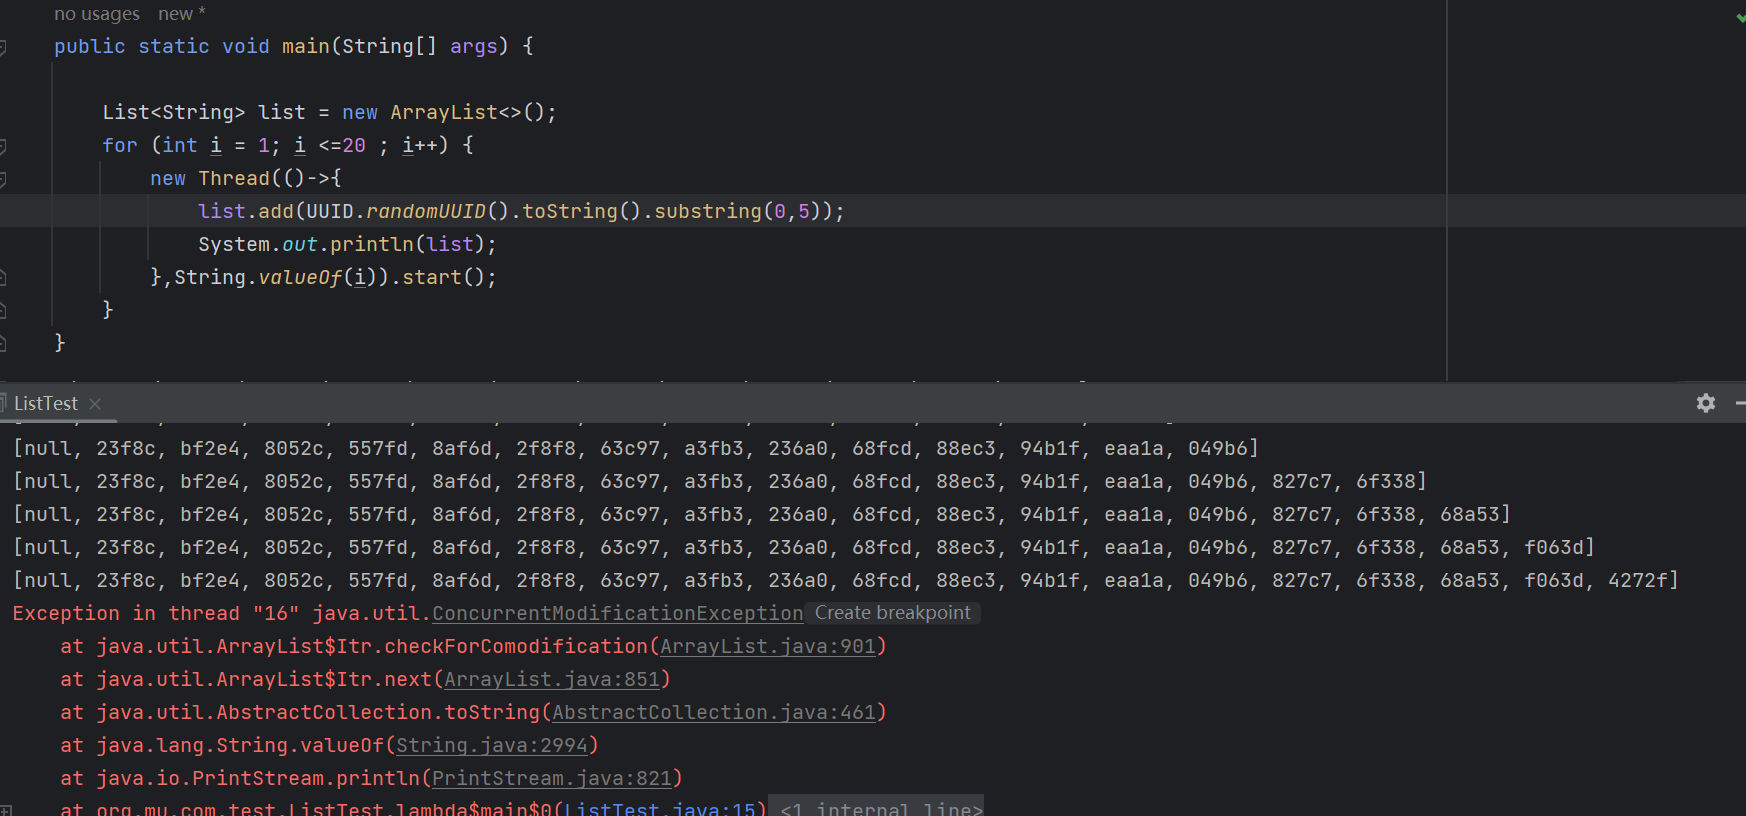 no usages new *
public static void main(String[] args) {
List<String> list = new ArrayList<>();
for (int i = 1; i <=20 ; i++) {
new Thread(()->{
list.add(UUID.randomUUID().toString().substring(0,5));
System.out.println(list);
},String.valueOf(i)).start();
}
}
ListTest
[null, 23f8c, bf2e4, 8052c, 557fd, 8af6d, 2f8f8, 63c97, a3fb3, 236a0, 68fcd, 88ec3, 94b1f, eaa1a, 049b6]
[null, 23f8c, bf2e4, 8052c, 557fd, 8af6d, 2f8f8, 63c97, a3fb3, 236a0, 68fcd, 88ec3, 94b1f, eaa1a, 049b6, 827c7, 6f338]
[null, 23f8c, bf2e4, 8052c, 557fd, 8af6d, 2f8f8, 63c97, a3fb3, 236a0, 68fcd, 88ec3, 94b1f, eaa1a, 049b6, 827c7, 6f338, 68a53]
[null, 23f8c, bf2e4, 8052c, 557fd, 8af6d, 2f8f8, 63c97, a3fb3, 236a0, 68fcd, 88ec3, 94b1f, eaa1a, 049b6, 827c7, 6f338, 68a53, f063d]
[null, 23f8c, bf2e4, 8052c, 557fd, 8af6d, 2f8f8, 63c97, a3fb3, 236a0, 68fcd, 88ec3, 94b1f, eaa1a, 049b6, 827c7, 6f338, 68a53, f063d, 4272f]
Exception in thread "16" java.util.ConcurrentModificationException Create breakpoint
at java.util.ArrayList$Itr.checkForComodification(ArrayList.java:901)
at java.util.ArrayList$Itr.next(ArrayList.java:851)
at java.util.AbstractCollection.toString(AbstractCollection.java:461)
at java.lang.String.valueOf(String.java:2994)
at java.io.PrintStream.println(PrintStream.java:821)
at org.mu.com.test.ListTest.lambda$main$0(ListTest.java:15) <1 internal line>